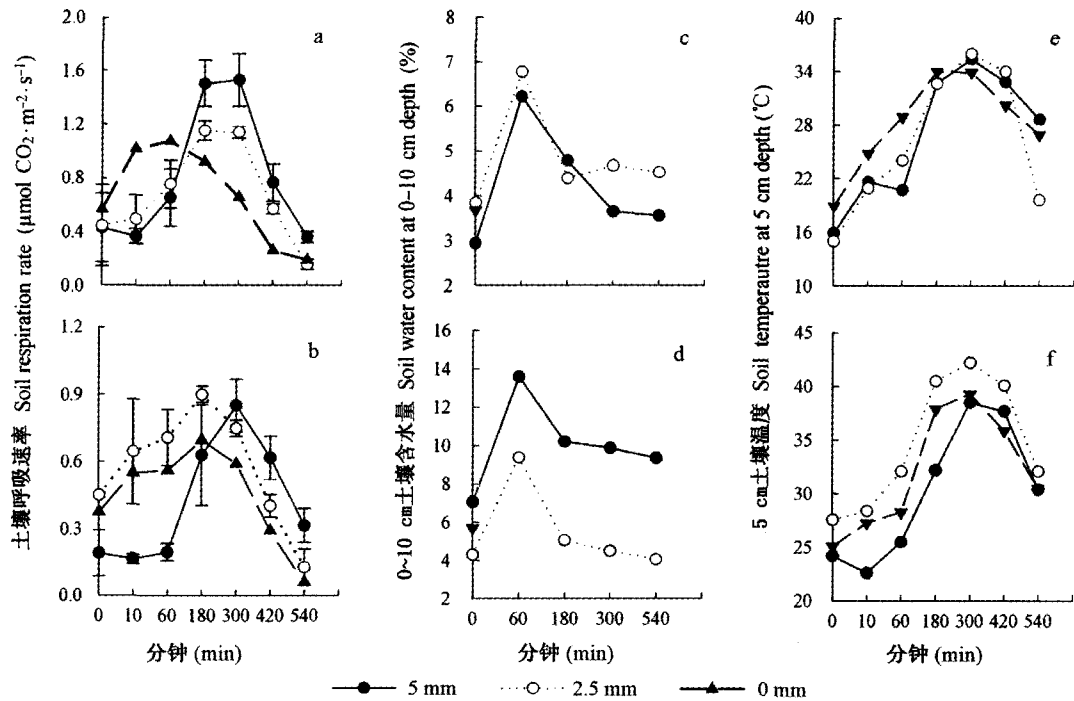 土壤呼吸速率 Soil respiration rate (μmol CO₂·m⁻²·s⁻¹)
2.0
1.6
1.2
0.8
0.4
0.0
a
1.2
0.9
0.6
0.3
0.0
b
0 10 60 180 300 420 540
分钟 (min)
0~10 cm土壤含水量 Soil water content at 0–10 cm depth (%)
8
7
6
5
4
3
2
c
16
14
12
10
8
6
4
2
d
0 60 180 300 540
分钟 (min)
5 cm土壤温度 Soil temperautre at 5 cm depth (℃)
40
34
28
22
16
10
e
45
40
35
30
25
20
f
0 10 60 180 300 420 540
分钟 (min)
5 mm 2.5 mm 0 mm